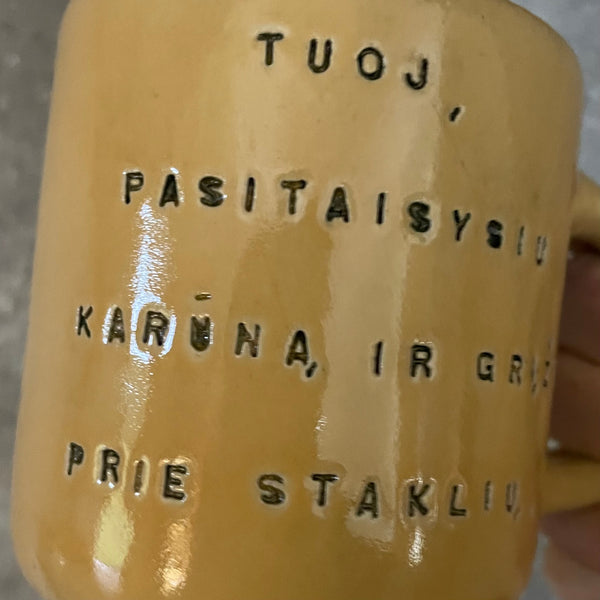 TUOJ,
PASITAISYSIU
KARŪNĄ, IR
PRIE STAKLIŲ